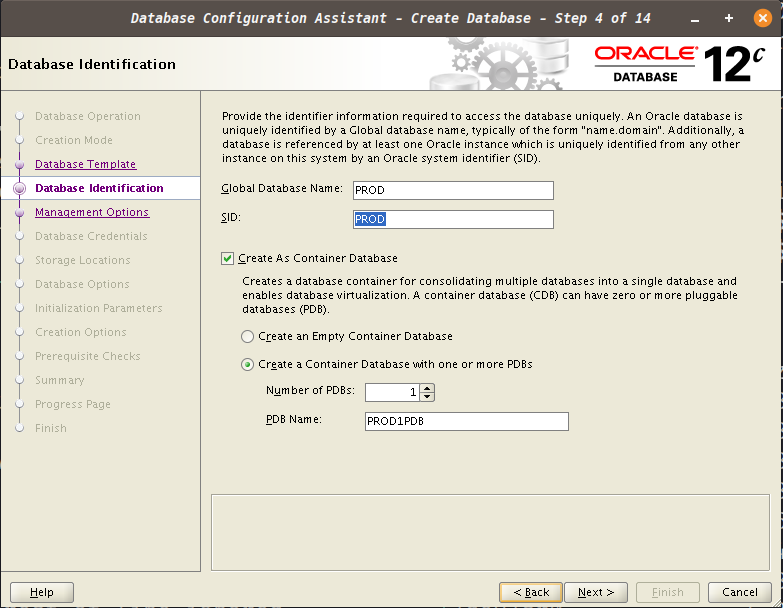 Database Configuration Assistant - Create Database - Step 4 of 14
Database Identification
ORACLE
DATABASE
12c
Database Operation
Creation Mode
Database Template
Database Identification
Management Options
Database Credentials
Storage Locations
Database Options
Initialization Parameters
Creation Options
Prerequisite Checks
Summary
Progress Page
Finish
Provide the identifier information required to access the database uniquely. An Oracle database is
uniquely identified by a Global database name, typically of the form "name.domain". Additionally, a
database is referenced by at least one Oracle instance which is uniquely identified from any other
instance on this system by an Oracle system identifier (SID).
Global Database Name: PROD
SID: PROD
Create As Container Database
Creates a database container for consolidating multiple databases into a single database and
enables database virtualization. A container database (CDB) can have zero or more pluggable
databases (PDB).
Create an Empty Container Database
Create a Container Database with one or more PDBs
Number of PDBs: 1
PDB Name: PROD1PDB
Help
< Back
Next >
Finish
Cancel